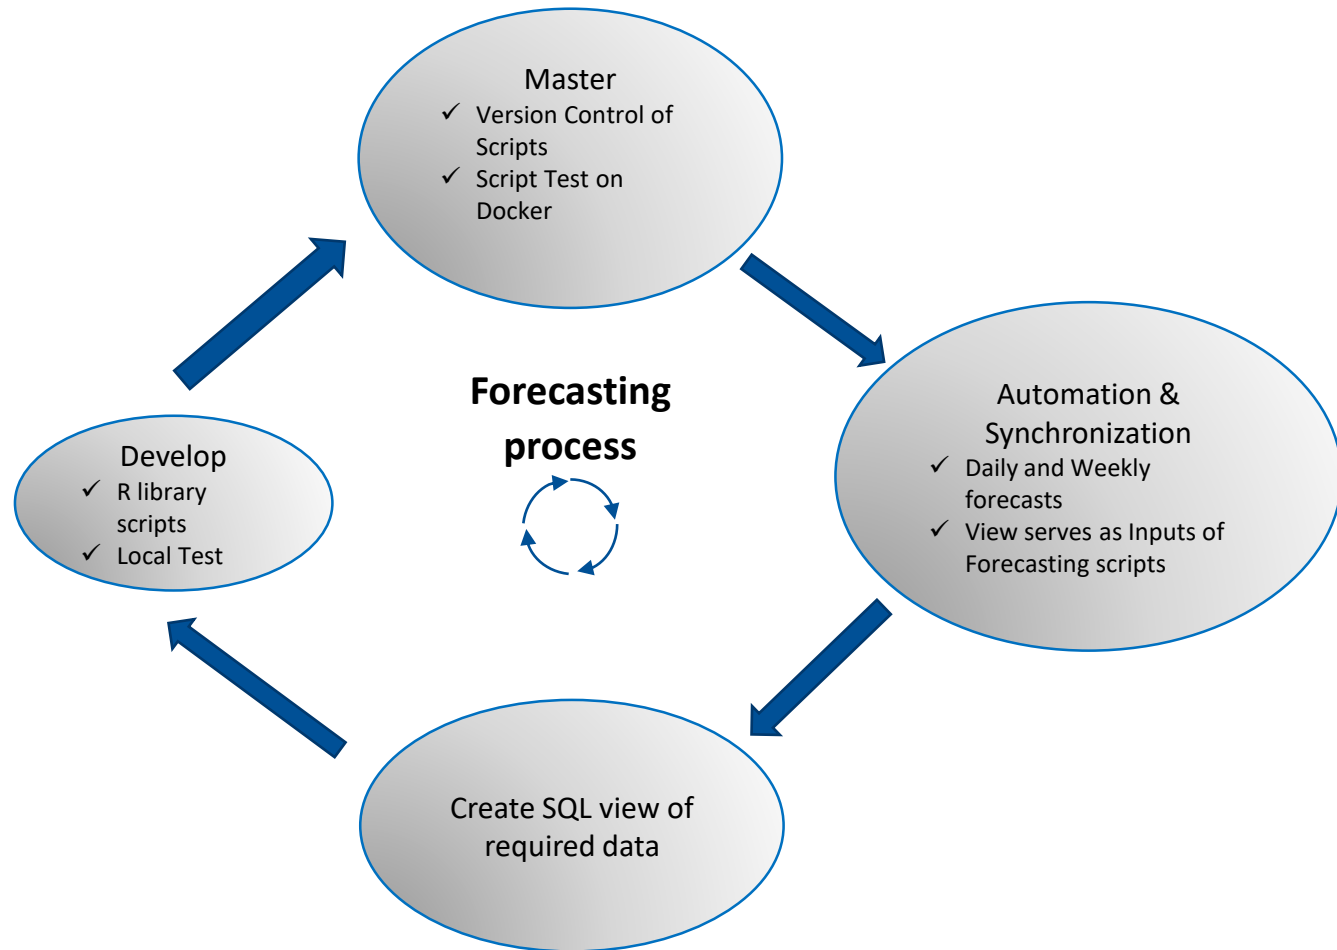 Master
✓ Version Control of
Scripts
✓ Script Test on
Docker
Forecasting
process
Automation &
Synchronization
✓ Daily and Weekly
forecasts
✓ View serves as Inputs of
Forecasting scripts
Develop
✓ R library
scripts
✓ Local Test
Create SQL view of
required data